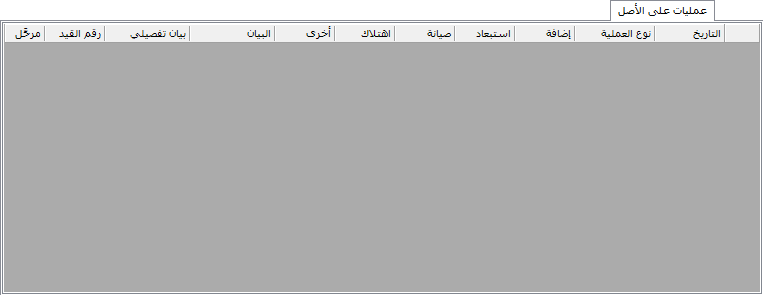 عمليات على الأصل
التاريخ نوع العملية إضافة استبعاد صيانة اهتلاك أخرى البيان بيان تفصيلي رقم القيد مرحّل